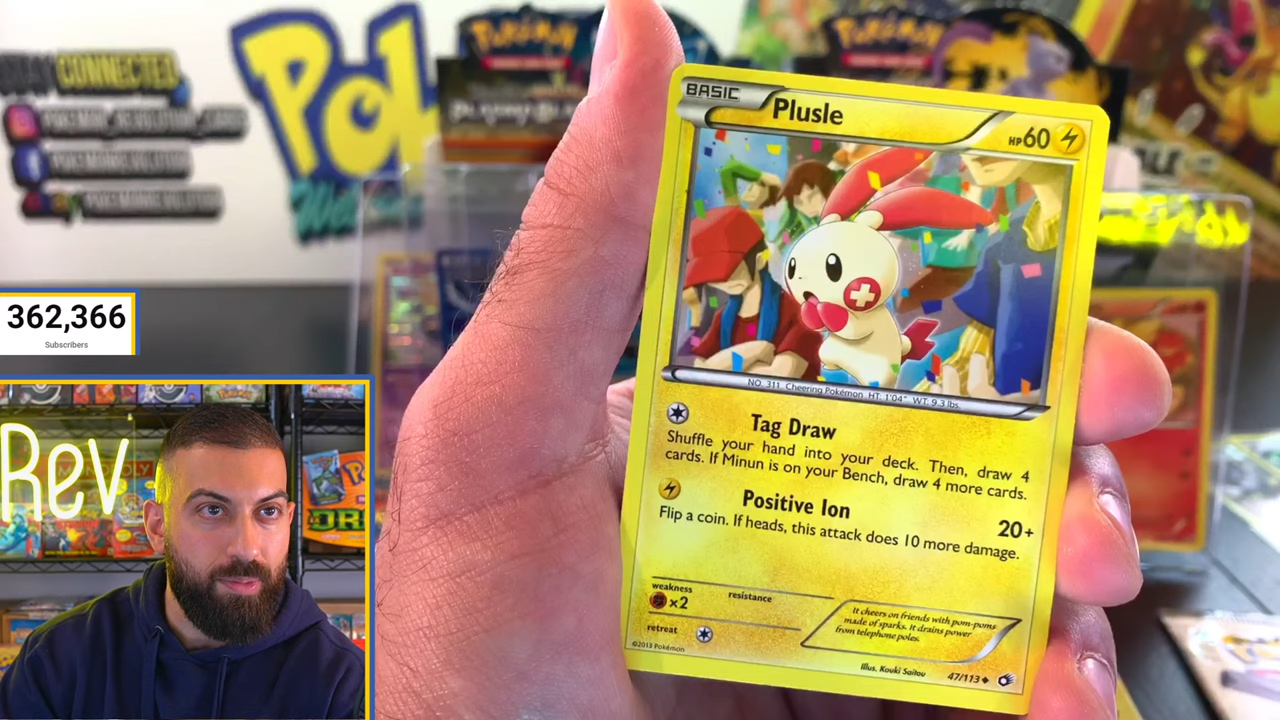 CONNECTED
Pokémon
Pokémon
362,366
Subscribers
Rev
MONOPOLY
BASIC
Plusle
HP60
NO. 311 Cheering Pokémon HT: 1'04" WT: 9.3 lbs.
Tag Draw
Shuffle your hand into your deck. Then, draw 4
cards. If Minun is on your Bench, draw 4 more cards.
Positive Ion
20+
Flip a coin. If heads, this attack does 10 more damage.
weakness
resistance
×2
retreat
It cheers on friends with pom-poms
made of sparks. It drains power
from telephone poles.
©2013 Pokémon
Illus. Kouki Saitou
47/113